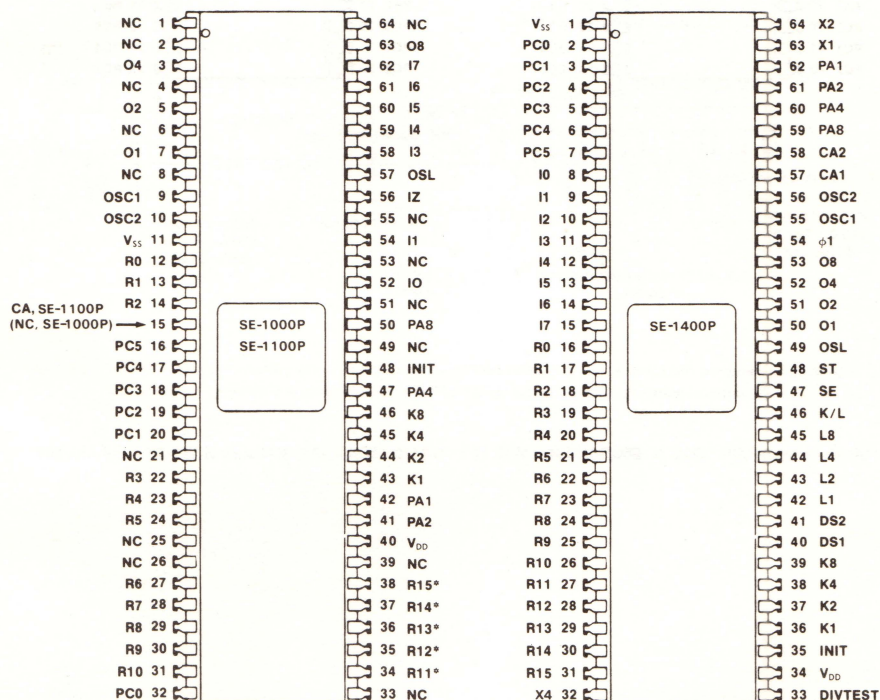 NC 1
NC 2
O4 3
NC 4
O2 5
NC 6
O1 7
NC 8
OSC1 9
OSC2 10
Vss 11
R0 12
R1 13
R2 14
CA, SE-1100P
(NC, SE-1000P) 15
PC5 16
PC4 17
PC3 18
PC2 19
PC1 20
NC 21
R3 22
R4 23
R5 24
NC 25
NC 26
R6 27
R7 28
R8 29
R9 30
R10 31
PC0 32
SE-1000P
SE-1100P
64 NC
63 O8
62 I7
61 I6
60 I5
59 I4
58 I3
57 OSL
56 IZ
55 NC
54 I1
53 NC
52 IO
51 NC
50 PA8
49 NC
48 INIT
47 PA4
46 K8
45 K4
44 K2
43 K1
42 PA1
41 PA2
40 VDD
39 NC
38 R15*
37 R14*
36 R13*
35 R12*
34 R11*
33 NC
Vss 1
PC0 2
PC1 3
PC2 4
PC3 5
PC4 6
PC5 7
I0 8
I1 9
I2 10
I3 11
I4 12
I5 13
I6 14
I7 15
R0 16
R1 17
R2 18
R3 19
R4 20
R5 21
R6 22
R7 23
R8 24
R9 25
R10 26
R11 27
R12 28
R13 29
R14 30
R15 31
X4 32
SE-1400P
64 X2
63 X1
62 PA1
61 PA2
60 PA4
59 PA8
58 CA2
57 CA1
56 OSC2
55 OSC1
54 ϕ1
53 O8
52 O4
51 O2
50 O1
49 OSL
48 ST
47 SE
46 K/L
45 L8
44 L4
43 L2
42 L1
41 DS2
40 DS1
39 K8
38 K4
37 K2
36 K1
35 INIT
34 VDD
33 DIVTEST